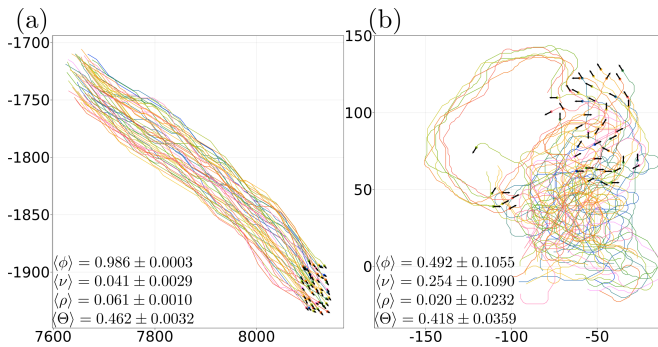 (a)
-1700
-1750
-1800
-1850
-1900
⟨ϕ⟩ = 0.986 ± 0.0003
⟨ν⟩ = 0.041 ± 0.0029
⟨ρ⟩ = 0.061 ± 0.0010
⟨Θ⟩ = 0.462 ± 0.0032
7600 7800 8000
(b)
150
100
50
0
⟨ϕ⟩ = 0.492 ± 0.1055
⟨ν⟩ = 0.254 ± 0.1090
⟨ρ⟩ = 0.020 ± 0.0232
⟨Θ⟩ = 0.418 ± 0.0359
-150 -100 -50